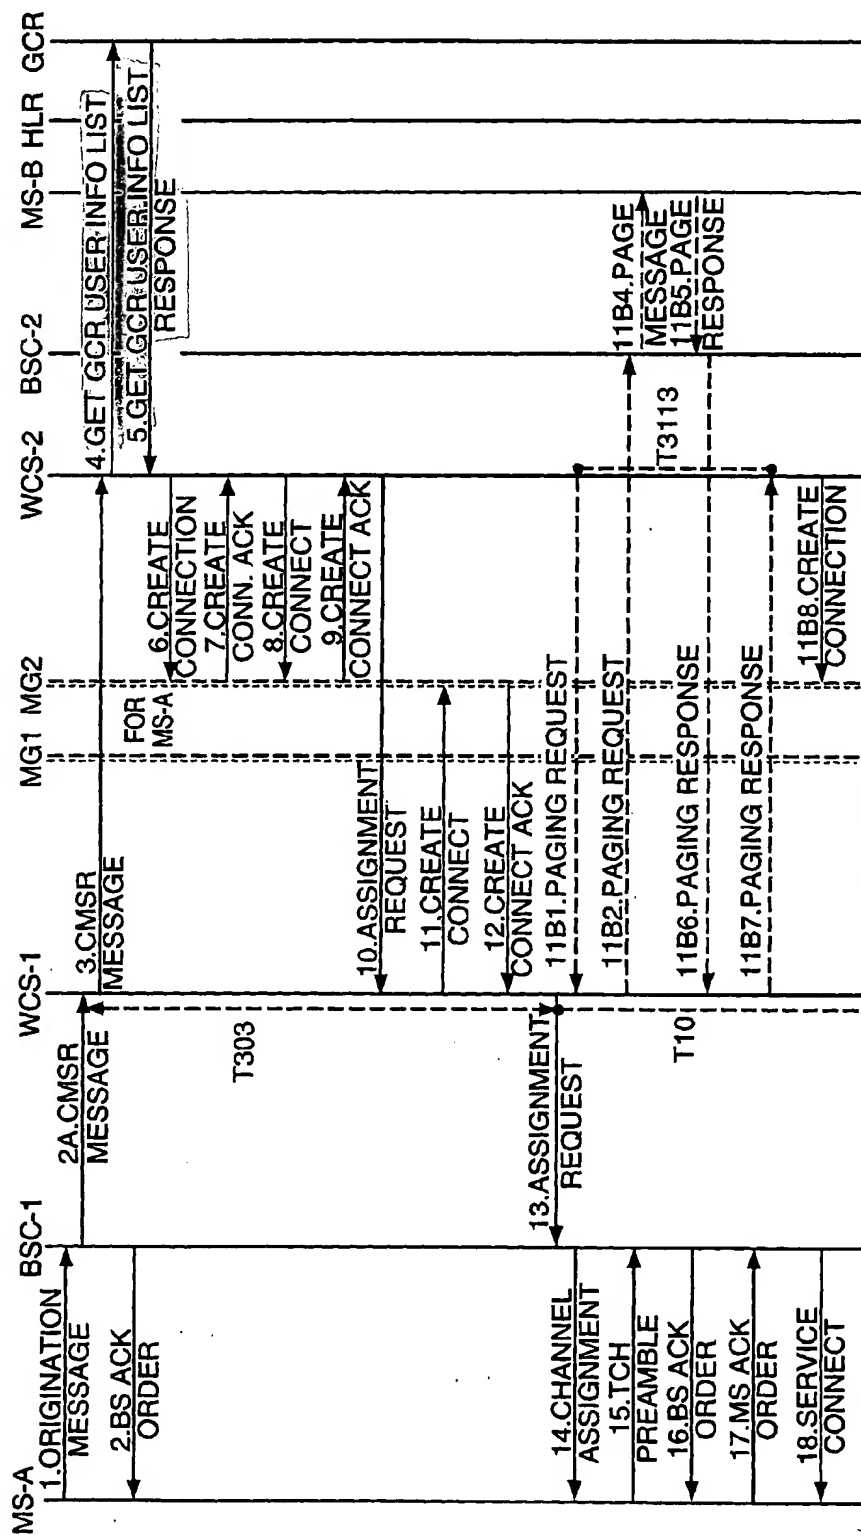 MS-A
BSC-1
WCS-1
MG1
MG2
WCS-2
BSC-2
MS-B
HLR
GCR
1.ORIGINATION
MESSAGE
2.BS ACK
ORDER
2A.CMSR
MESSAGE
3.CMSR
MESSAGE
4.GET GCR USER INFO LIST
5.GET GCR USER INFO LIST
RESPONSE
T303
FOR
MS-A
6.CREATE
CONNECTION
7.CREATE
CONN. ACK
8.CREATE
CONNECT
9.CREATE
CONNECT ACK
10.ASSIGNMENT
REQUEST
11.CREATE
CONNECT
12.CREATE
CONNECT ACK
11B1.PAGING REQUEST
11B2.PAGING REQUEST
11B4.PAGE
MESSAGE
11B5.PAGE
RESPONSE
T3113
11B6.PAGING RESPONSE
11B7.PAGING RESPONSE
11B8.CREATE
CONNECTION
13.ASSIGNMENT
REQUEST
T10
14.CHANNEL
ASSIGNMENT
15.TCH
PREAMBLE
16.BS ACK
ORDER
17.MS ACK
ORDER
18.SERVICE
CONNECT